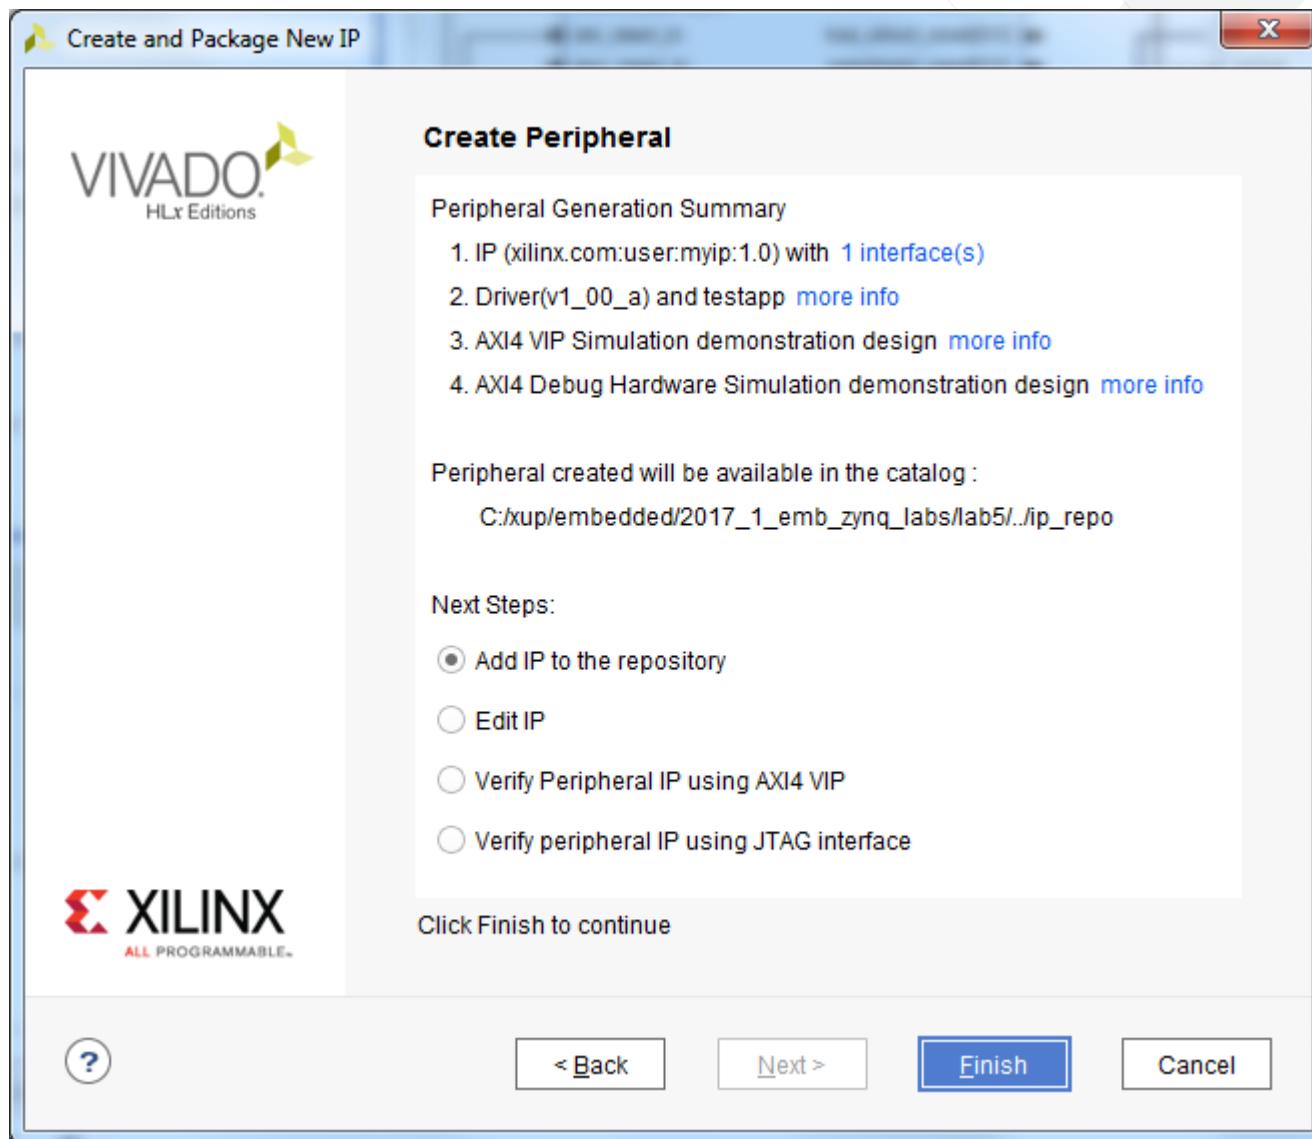 Create and Package New IP
X
VIVADO.
HLx Editions
Create Peripheral
Peripheral Generation Summary
1. IP (xilinx.com:user:myip:1.0) with 1 interface(s)
2. Driver(v1_00_a) and testapp more info
3. AXI4 VIP Simulation demonstration design more info
4. AXI4 Debug Hardware Simulation demonstration design more info
Peripheral created will be available in the catalog :
C:/xup/embedded/2017_1_emb_zynq_labs/lab5/../ip_repo
Next Steps:
Add IP to the repository
Edit IP
Verify Peripheral IP using AXI4 VIP
Verify peripheral IP using JTAG interface
XILINX
ALL PROGRAMMABLE™
Click Finish to continue
?
< Back
Next >
Finish
Cancel